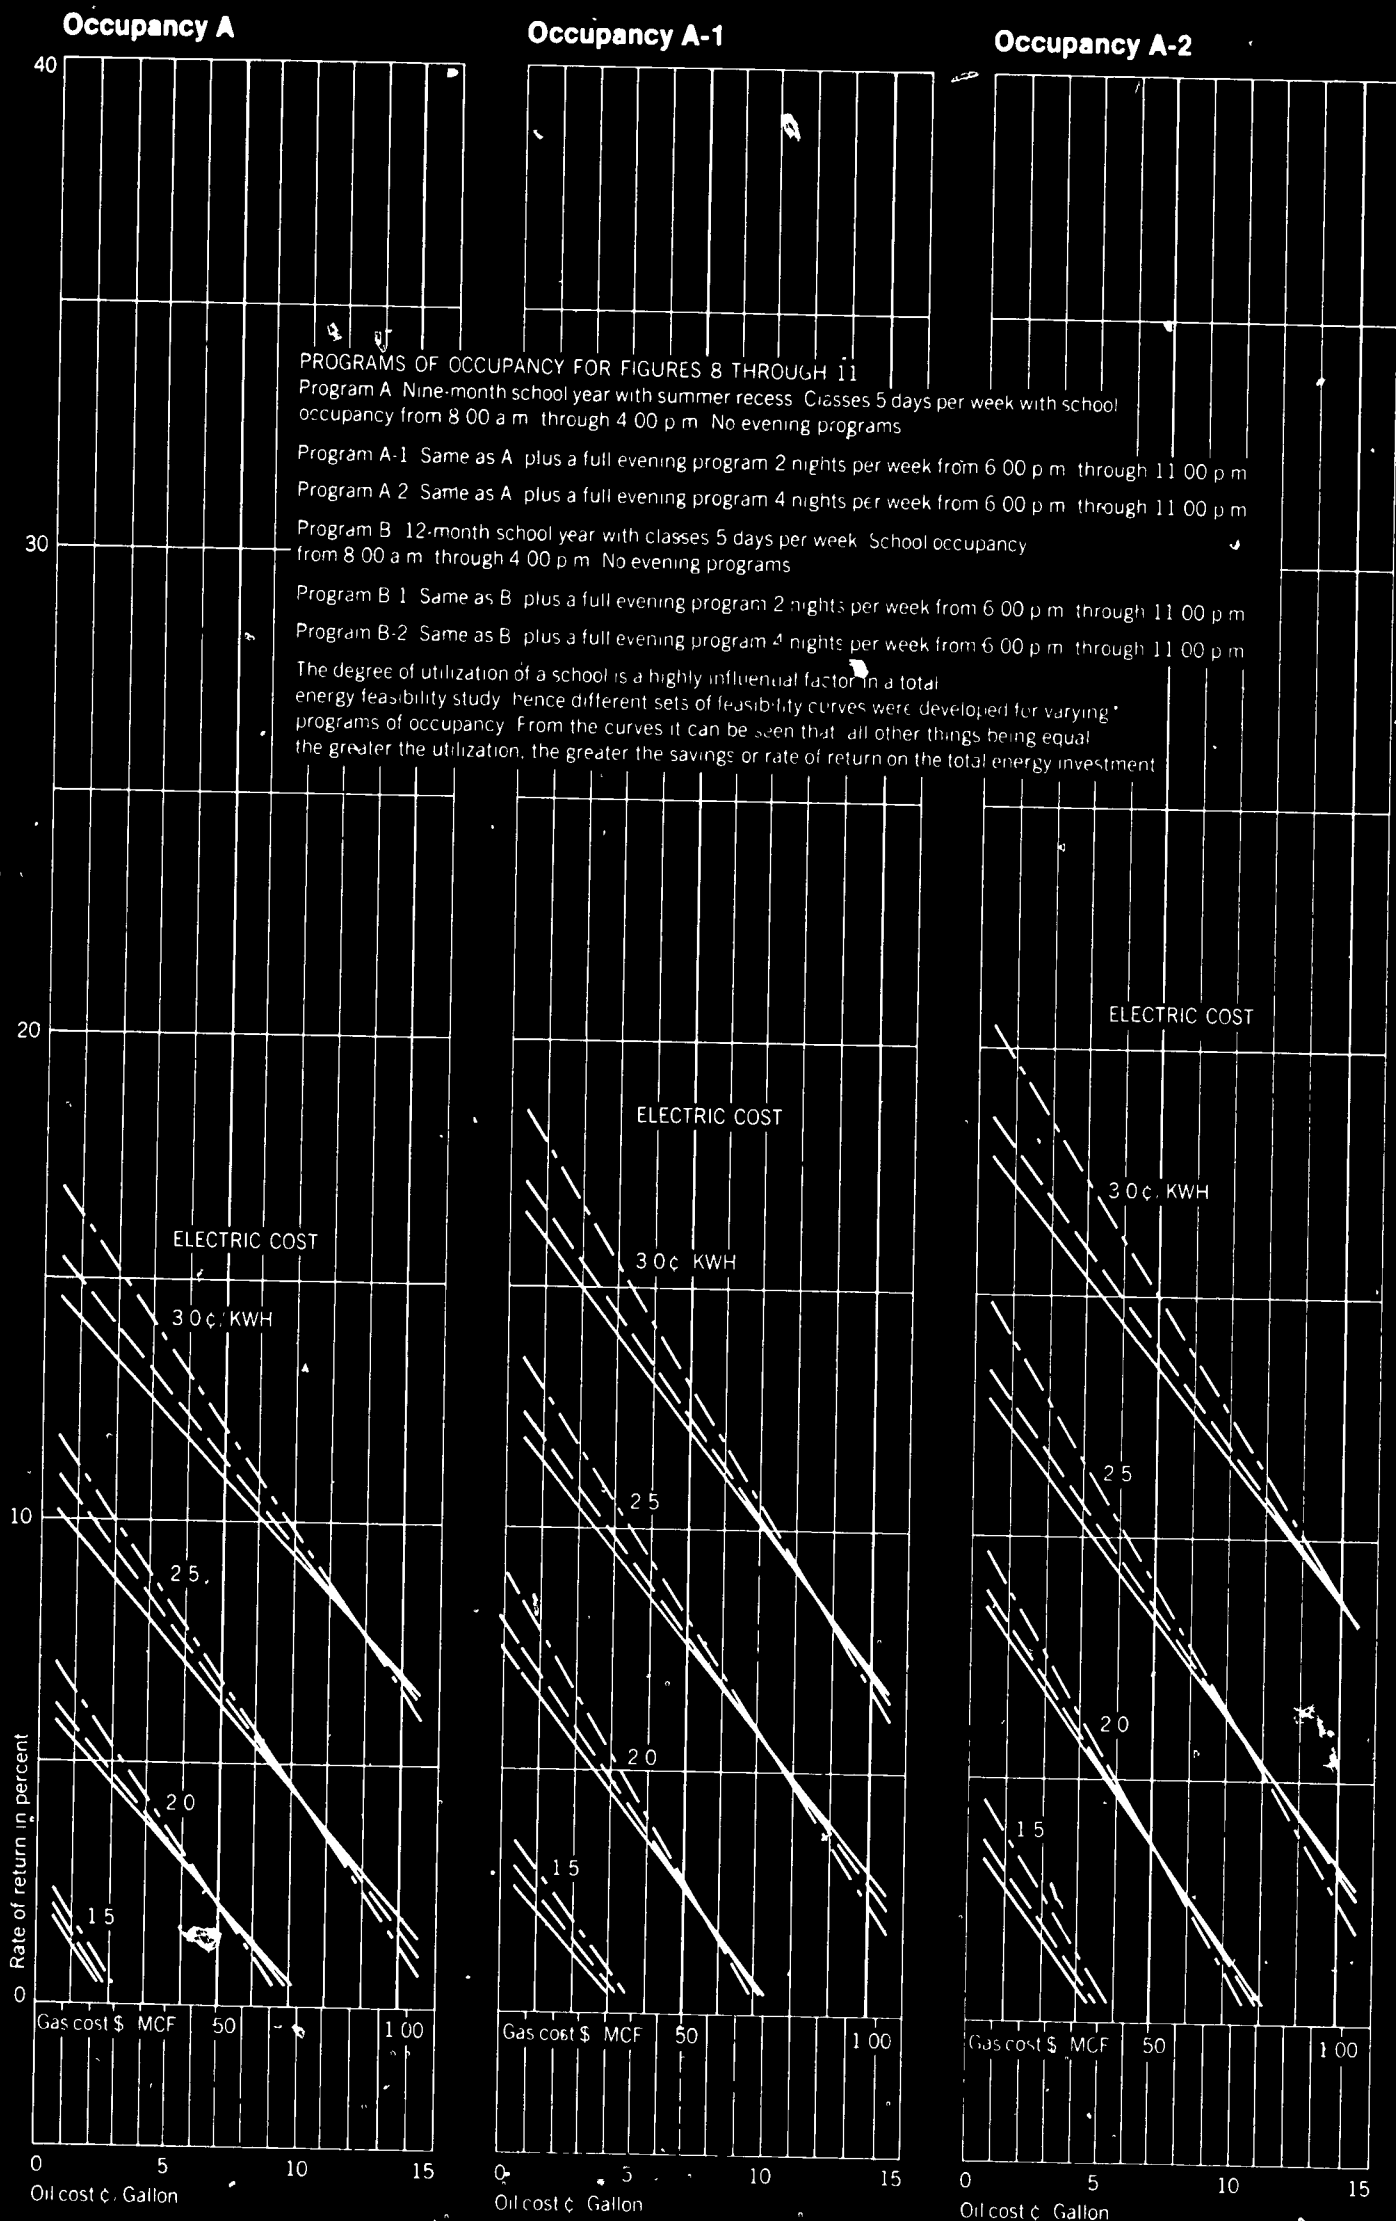 Occupancy A
Occupancy A-1
Occupancy A-2
40
30
20
10
0
Rate of return in percent
PROGRAMS OF OCCUPANCY FOR FIGURES 8 THROUGH 11
Program A Nine-month school year with summer recess Classes 5 days per week with school
occupancy from 8 00 a m through 4 00 p m No evening programs
Program A-1 Same as A plus a full evening program 2 nights per week from 6 00 p m through 11 00 p m
Program A 2 Same as A plus a full evening program 4 nights per week from 6 00 p m through 11 00 p m
Program B 12-month school year with classes 5 days per week School occupancy
from 8 00 a m through 4 00 p m No evening programs
Program B 1 Same as B plus a full evening program 2 nights per week from 6 00 p m through 11 00 p m
Program B-2 Same as B plus a full evening program 4 nights per week from 6 00 p m through 11 00 p m
The degree of utilization of a school is a highly influential factor in a total
energy feasibility study hence different sets of feasibility curves were developed for varying
programs of occupancy From the curves it can be seen that all other things being equal
the greater the utilization, the greater the savings or rate of return on the total energy investment
ELECTRIC COST
3 0¢/KWH
2 5
2 0
1 5
Gas cost $ MCF 50 1 00
0 5 10 15
Oil cost ¢/Gallon
ELECTRIC COST
3 0¢ KWH
2 5
2 0
1 5
Gas cost $ MCF 50 1 00
0 5 10 15
Oil cost ¢ Gallon
ELECTRIC COST
3 0¢/KWH
2 5
2 0
1 5
Gas cost $ MCF 50 1 00
0 5 10 15
Oil cost ¢ Gallon